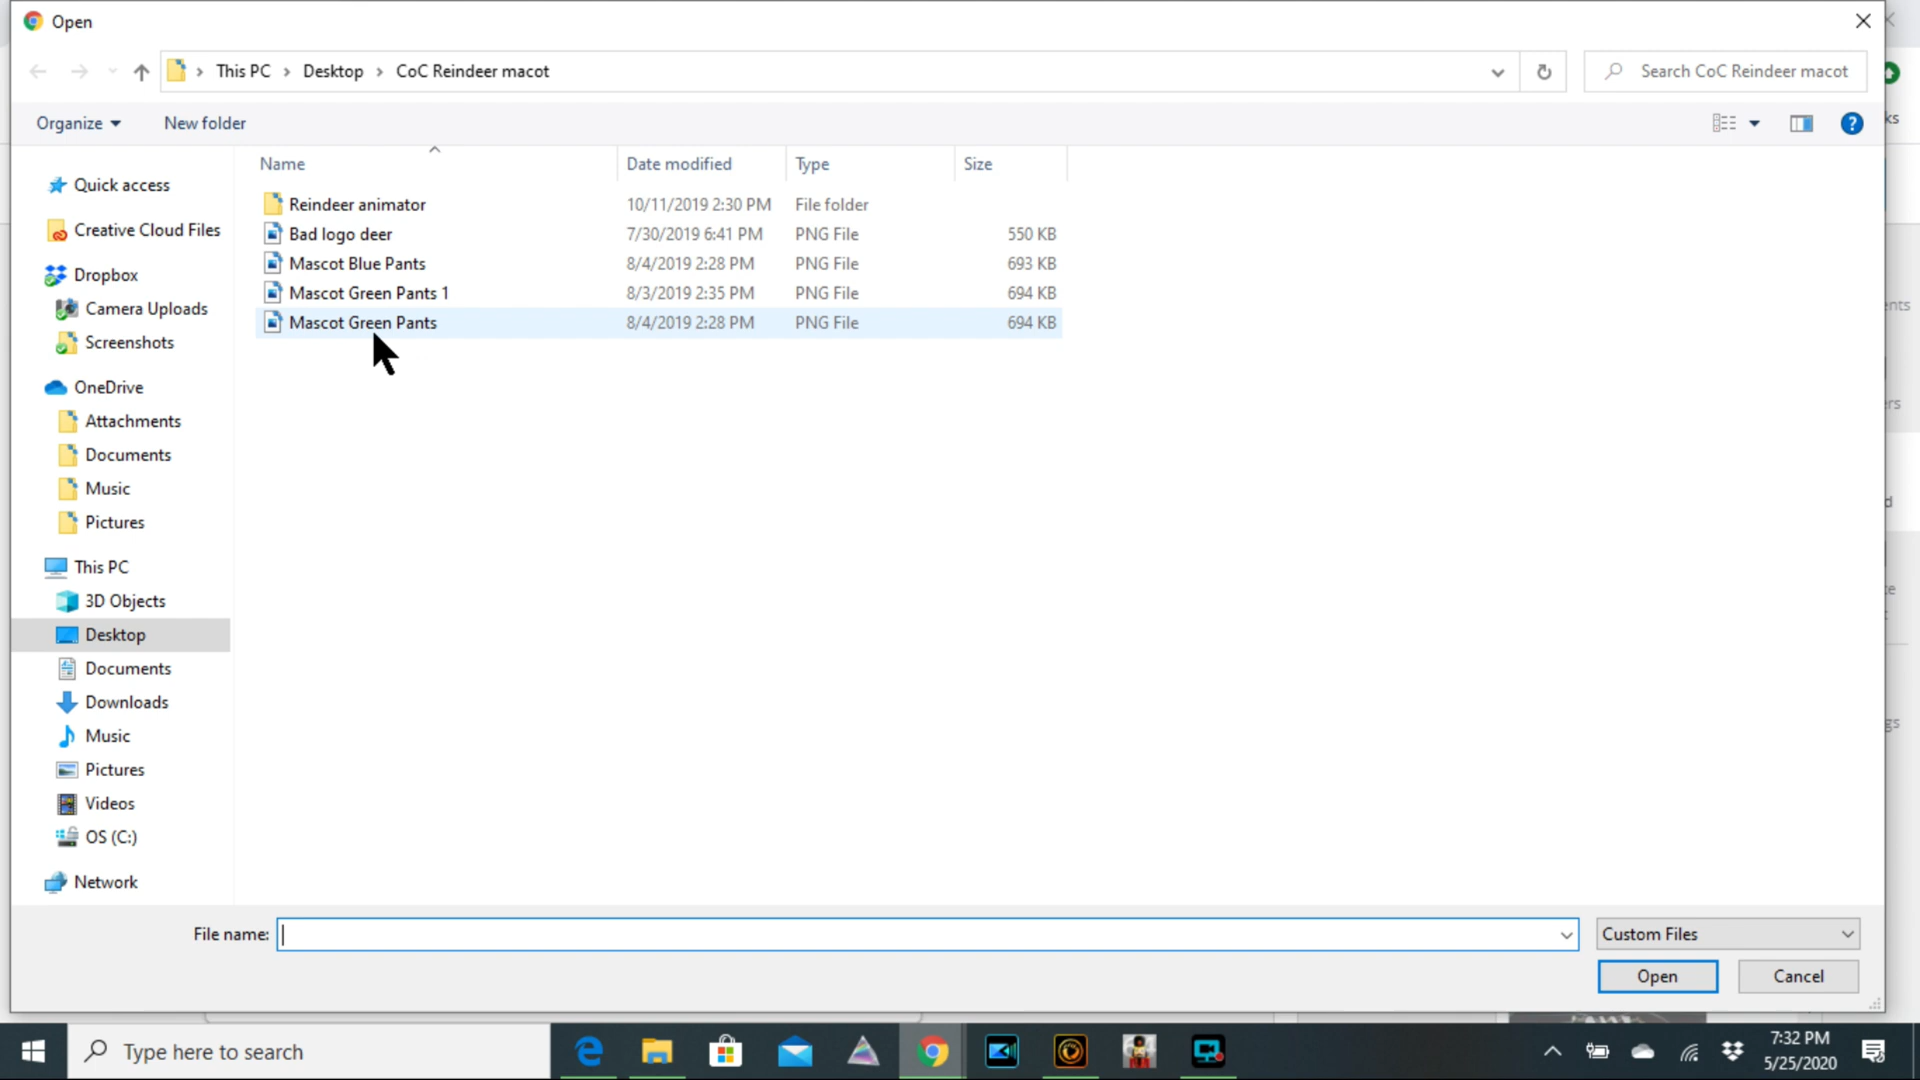 Open
This PC > Desktop > CoC Reindeer macot
Search CoC Reindeer macot
Organize
New folder
ks
Name
Date modified
Type
Size
Quick access
Creative Cloud Files
Dropbox
Camera Uploads
Screenshots
OneDrive
Attachments
Documents
Music
Pictures
This PC
3D Objects
Desktop
Documents
Downloads
Music
Pictures
Videos
OS (C:)
Network
Reindeer animator 10/11/2019 2:30 PM File folder
Bad logo deer 7/30/2019 6:41 PM PNG File 550 KB
Mascot Blue Pants 8/4/2019 2:28 PM PNG File 693 KB
Mascot Green Pants 1 8/3/2019 2:35 PM PNG File 694 KB
Mascot Green Pants 8/4/2019 2:28 PM PNG File 694 KB
ents
ers
d
te
gs
File name:
Custom Files
Open
Cancel
Type here to search
7:32 PM
5/25/2020